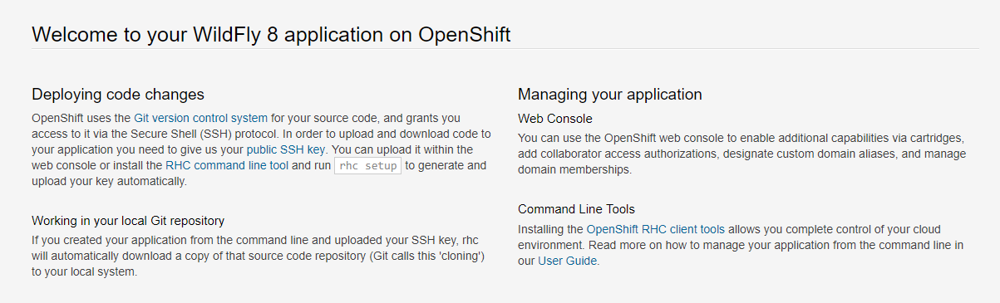 Welcome to your WildFly 8 application on OpenShift
Deploying code changes
OpenShift uses the Git version control system for your source code, and grants you
access to it via the Secure Shell (SSH) protocol. In order to upload and download code to
your application you need to give us your public SSH key. You can upload it within the
web console or install the RHC command line tool and run rhc setup to generate and
upload your key automatically.
Working in your local Git repository
If you created your application from the command line and uploaded your SSH key, rhc
will automatically download a copy of that source code repository (Git calls this 'cloning')
to your local system.
Managing your application
Web Console
You can use the OpenShift web console to enable additional capabilities via cartridges,
add collaborator access authorizations, designate custom domain aliases, and manage
domain memberships.
Command Line Tools
Installing the OpenShift RHC client tools allows you complete control of your cloud
environment. Read more on how to manage your application from the command line in
our User Guide.